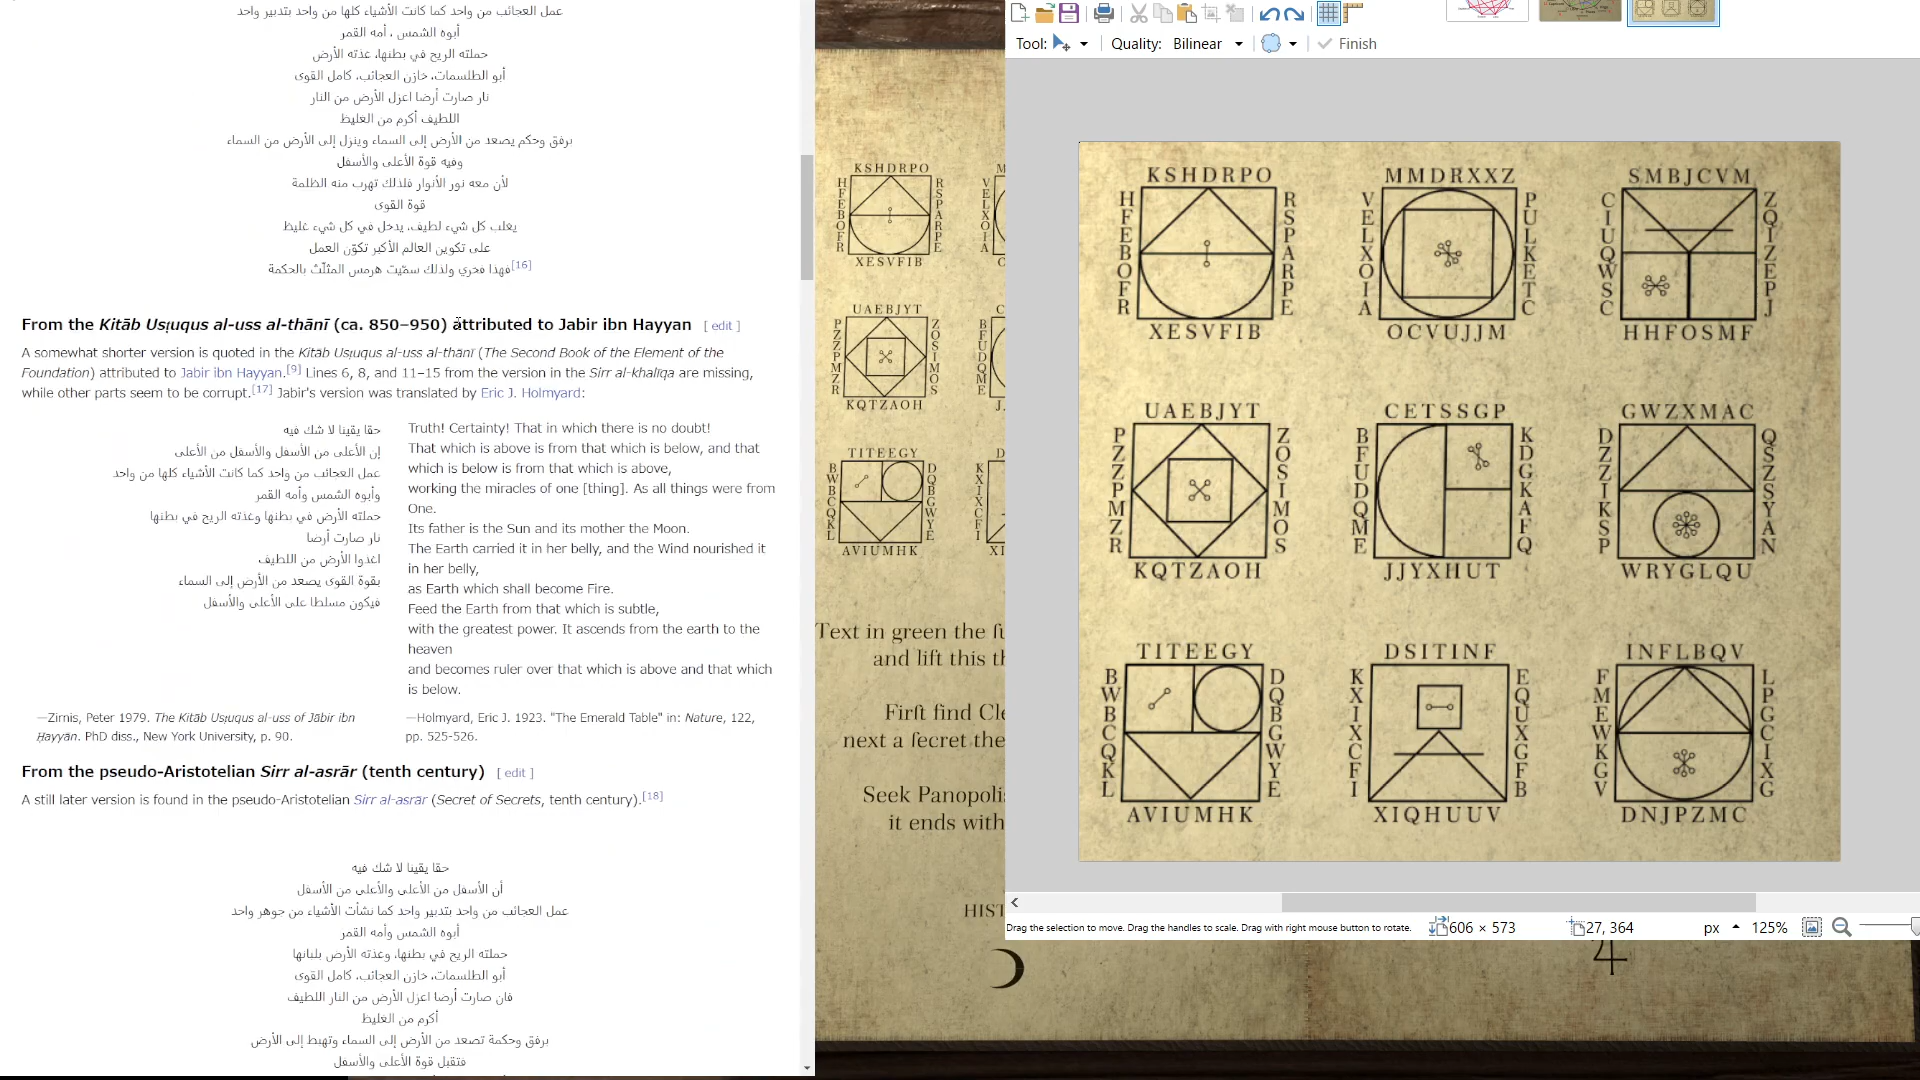 عمل العجائب من واحد كما كانت الأشياء كلها من واحد بتدبير واحد
أبوه الشمس ، أمه القمر
حملته الريح في بطنها، غذته الأرض
أبو الطلسمات، خازن العجائب، كامل القوى
نار صارت أرضا اعزل الأرض من النار
اللطيف أكرم من الغليظ
برفق وحكم يصعد من الأرض إلى السماء وينزل إلى الأرض من السماء
وفيه قوة الأعلى والأسفل
لأن معه نور الأنوار فلذلك تهرب منه الظلمة
قوة القوى
يغلب كل شيء لطيف، يدخل في كل شيء غليظ
على تكوين العالم الأكبر تكوّن العمل
فهذا فخري ولذلك سمّيت هرمس المثلّث بالحكمة[16]
From the Kitāb Usṭuqus al-uss al-thānī (ca. 850–950) attributed to Jabir ibn Hayyan [ edit ]
A somewhat shorter version is quoted in the Kitāb Usṭuqus al-uss al-thānī (The Second Book of the Element of the
Foundation) attributed to Jabir ibn Hayyan.[9] Lines 6, 8, and 11–15 from the version in the Sirr al-khalīqa are missing,
while other parts seem to be corrupt.[17] Jabir's version was translated by Eric J. Holmyard:
حقا يقينا لا شك فيه
إن الأعلى من الأسفل والأسفل من الأعلى
عمل العجائب من واحد كما كانت الأشياء كلها من واحد
وأبوه الشمس وأمه القمر
حملته الأرض في بطنها وغذته الريح في بطنها
نار صارت أرضا
اغذوا الأرض من اللطيف
بقوة القوى يصعد من الأرض إلى السماء
فيكون مسلطا على الأعلى والأسفل
—Zirnis, Peter 1979. The Kitāb Usṭuqus al-uss of Jābir ibn
Ḥayyān. PhD diss., New York University, p. 90.
Truth! Certainty! That in which there is no doubt!
That which is above is from that which is below, and that
which is below is from that which is above,
working the miracles of one [thing]. As all things were from
One.
Its father is the Sun and its mother the Moon.
The Earth carried it in her belly, and the Wind nourished it
in her belly,
as Earth which shall become Fire.
Feed the Earth from that which is subtle,
with the greatest power. It ascends from the earth to the
heaven
and becomes ruler over that which is above and that which
is below.
—Holmyard, Eric J. 1923. "The Emerald Table" in: Nature, 122,
pp. 525-526.
From the pseudo-Aristotelian Sirr al-asrār (tenth century) [ edit ]
A still later version is found in the pseudo-Aristotelian Sirr al-asrār (Secret of Secrets, tenth century).[18]
حقا يقينا لا شك فيه
أن الأسفل من الأعلى والأعلى من الأسفل
عمل العجائب من واحد بتدبير واحد كما نشأت الأشياء من جوهر واحد
أبوه الشمس وأمه القمر
حملته الريح في بطنها، وغذته الأرض بلبانها
أبو الطلسمات، خازن العجائب، كامل القوى
فان صارت أرضا اعزل الأرض من النار اللطيف
أكرم من الغليظ
برفق وحكمة تصعد من الأرض إلى السماء وتهبط إلى الأرض
فتقبل قوة الأعلى والأسفل
KSHDRPO
HFEBOFR
RSPARPE
XESVFIB
VELXOIA
UAEBJYT
PZZPMZR
ZOSIMOS
KQTZAOH
BFUDQME
TITEEGY
BWBCQKL
DQBGWYE
AVIUMHK
KXIXCFI
Text in green the fu
and lift this th
Firſt find Cle
next a ſecret the
Seek Panopolis
it ends with
HIST
Tool:
Quality: Bilinear
Finish
KSHDRPO
HFEBOFR
RSPARPE
XESVFIB
MMDRXXZ
VELXOIA
PULKETC
OCVUJJM
SMBJCVM
CIUQWSC
ZQIZEPJ
HHFOSMF
UAEBJYT
PZZPMZR
ZOSIMOS
KQTZAOH
CETSSGP
BFUDQME
KDGKAFQ
JJYXHUT
GWZXMAC
DZZIKSP
QSZSYAN
WRYGLQU
TITEEGY
BWBCQKL
DQBGWYE
AVIUMHK
DSITINF
KXIXCFI
EQUXGFB
XIQHUUV
INFLBQV
FMEWKGV
LPGCIXG
DNJPZMC
Drag the selection to move. Drag the handles to scale. Drag with right mouse button to rotate.
606 × 573
27, 364
px
125%